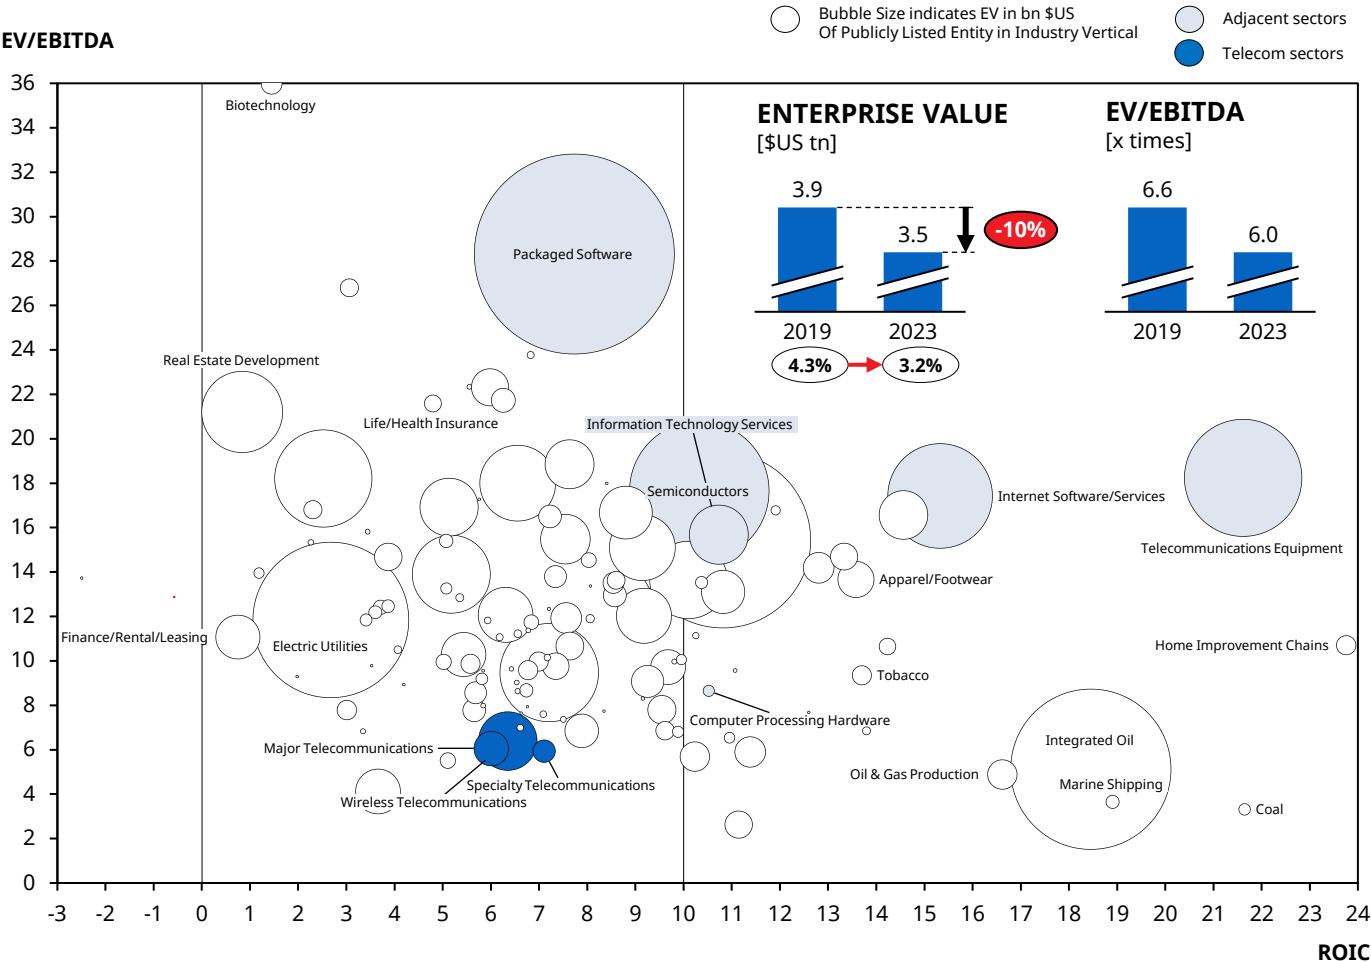 Bubble Size indicates EV in bn $US
Of Publicly Listed Entity in Industry Vertical
Adjacent sectors
Telecom sectors
EV/EBITDA
36
34
32
30
28
26
24
22
20
18
16
14
12
10
8
6
4
2
0
Biotechnology
Packaged Software
Real Estate Development
Life/Health Insurance
Information Technology Services
Semiconductors
Internet Software/Services
Telecommunications Equipment
Apparel/Footwear
Finance/Rental/Leasing
Electric Utilities
Home Improvement Chains
Tobacco
Computer Processing Hardware
Major Telecommunications
Specialty Telecommunications
Wireless Telecommunications
Integrated Oil
Oil & Gas Production
Marine Shipping
Coal
ENTERPRISE VALUE
[$US tn]
3.9
3.5
-10%
2019
2023
4.3%
3.2%
EV/EBITDA
[x times]
6.6
6.0
2019
2023
-3 -2 -1 0 1 2 3 4 5 6 7 8 9 10 11 12 13 14 15 16 17 18 19 20 21 22 23 24
ROIC